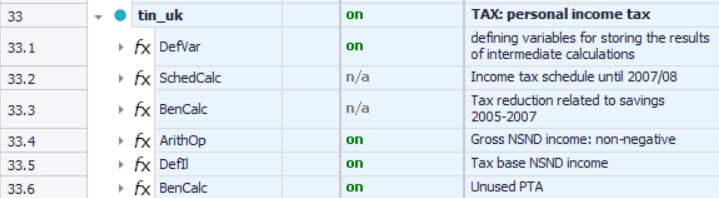 33 tin_uk on TAX: personal income tax
33.1 fx DefVar on defining variables for storing the results
of intermediate calculations
33.2 fx SchedCalc n/a Income tax schedule until 2007/08
33.3 fx BenCalc n/a Tax reduction related to savings
2005-2007
33.4 fx ArithOp on Gross NSND income: non-negative
33.5 fx DefIl on Tax base NSND income
33.6 fx BenCalc on Unused PTA